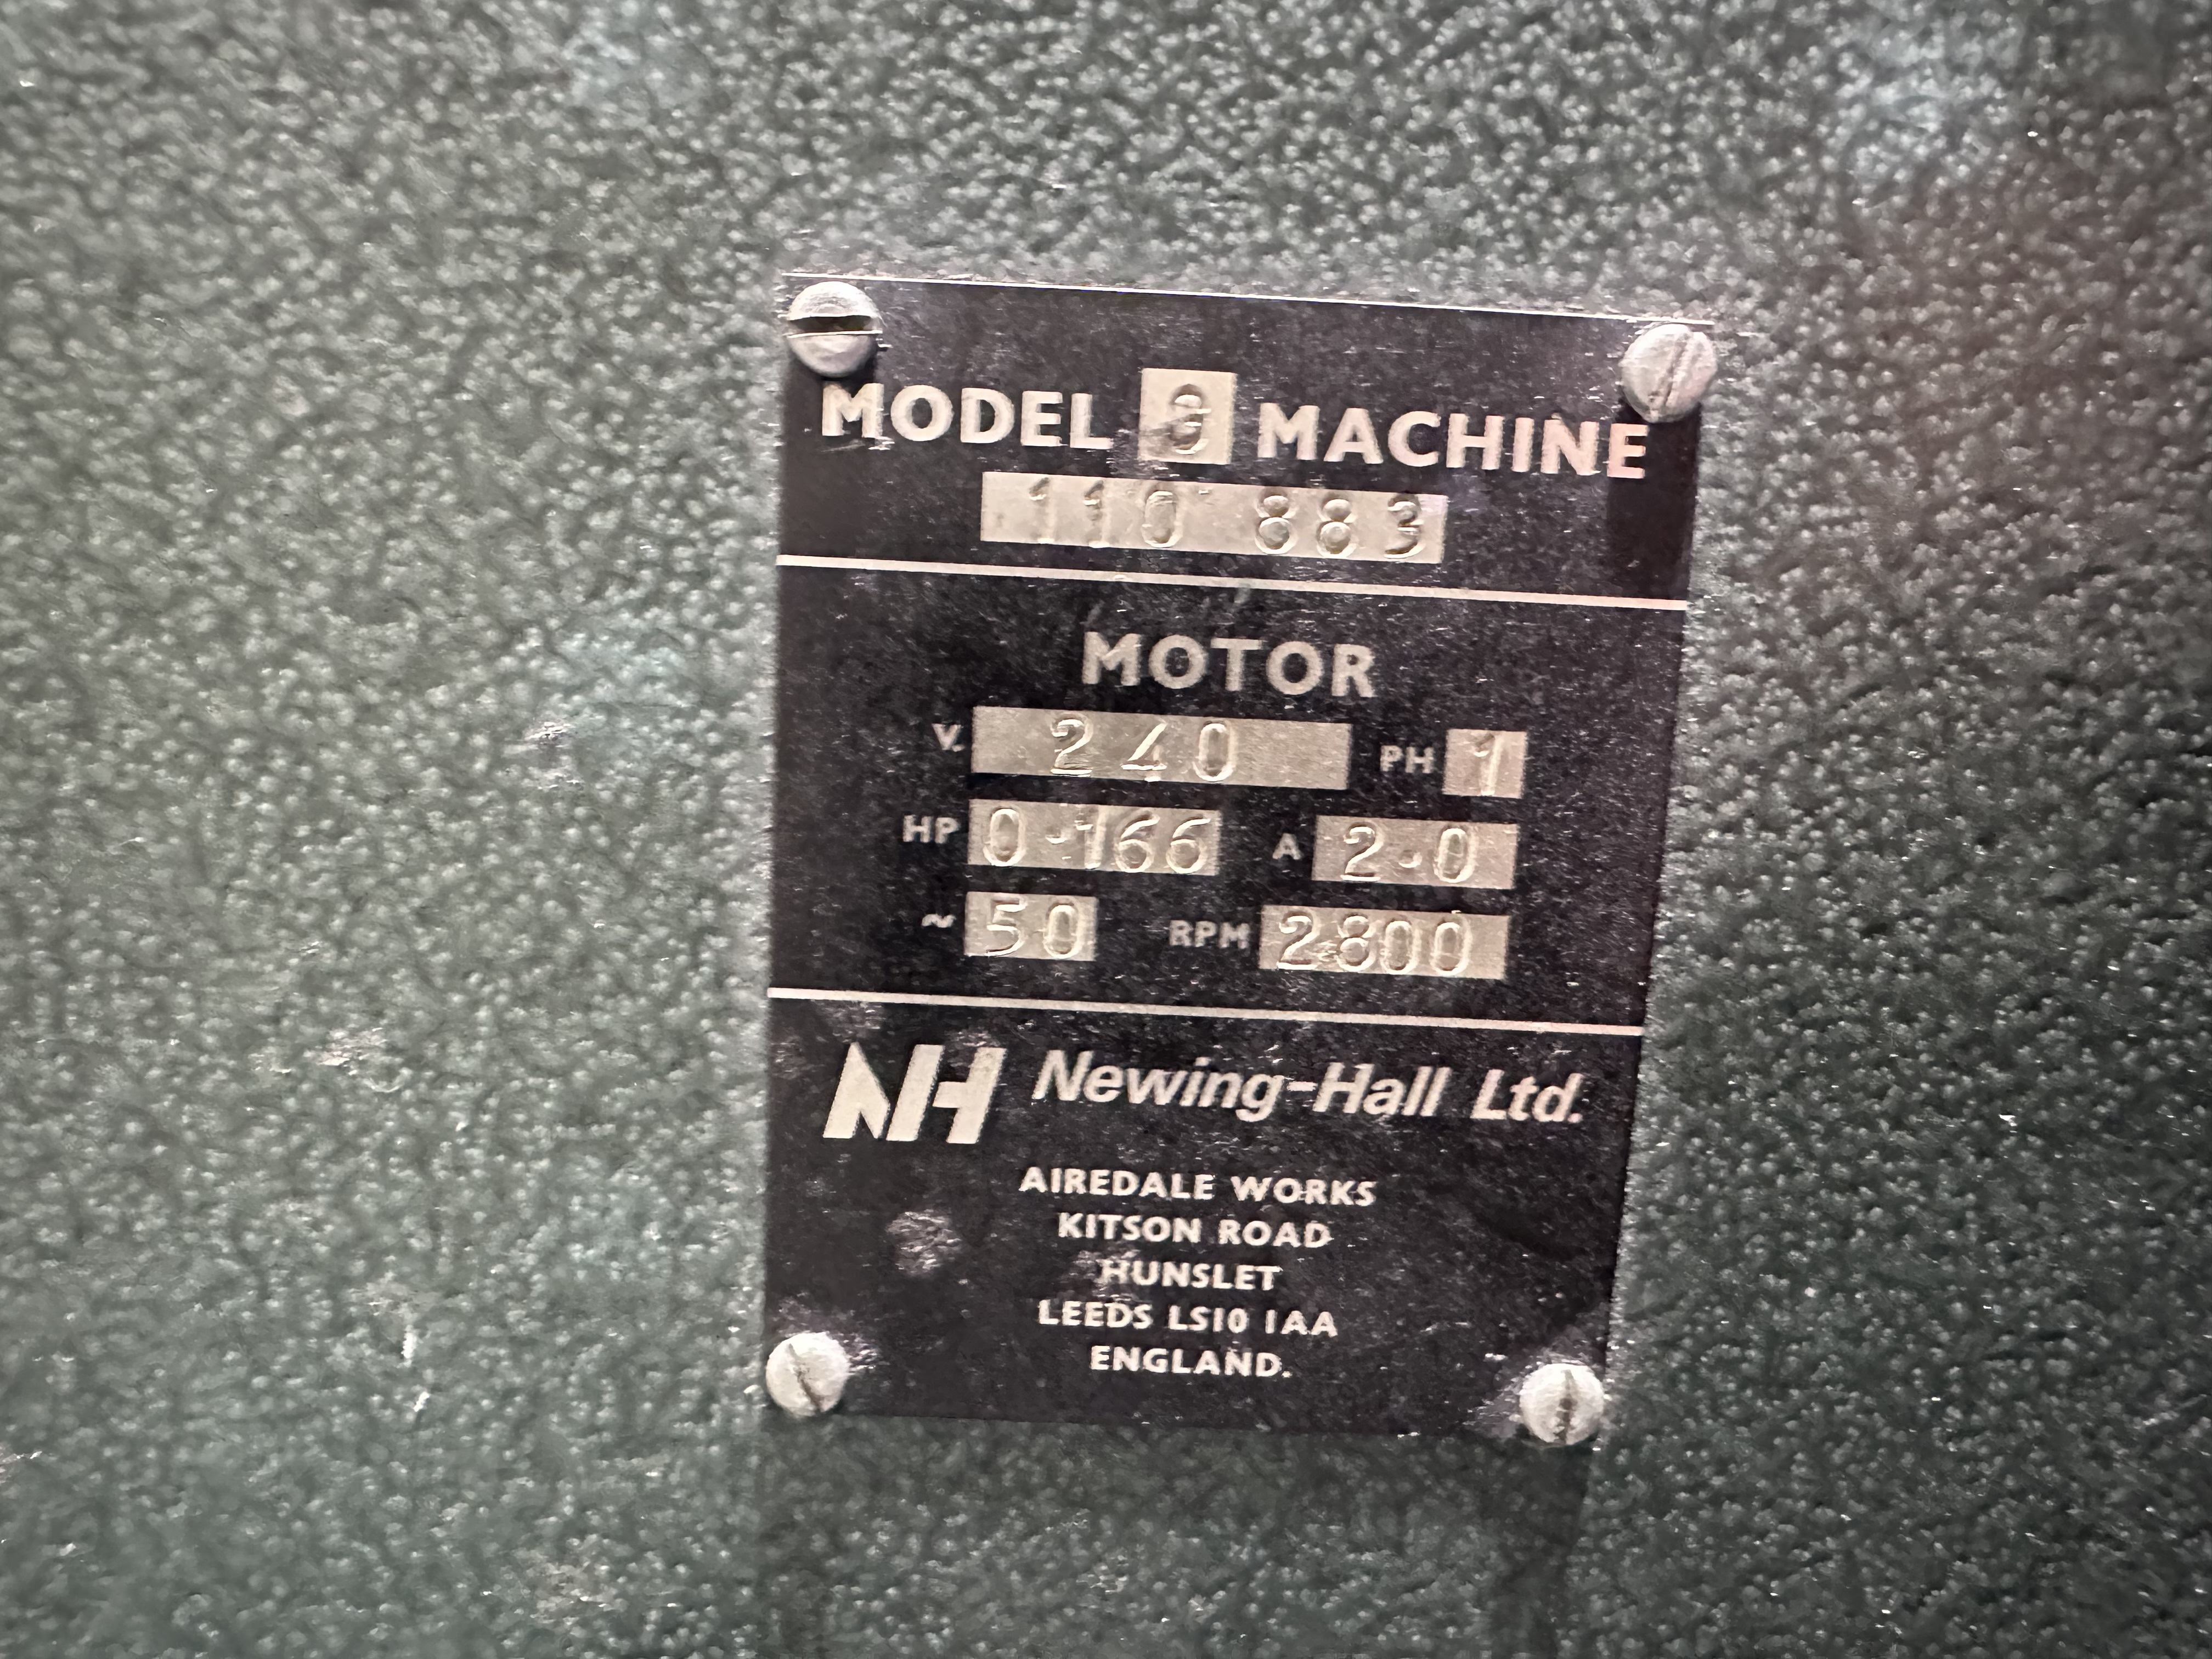 MODEL MACHINE
110 883
MOTOR
V. 240 PH 1
HP 0.166 A 2.0
~ 50 RPM 2800
NH Newing-Hall Ltd.
AIREDALE WORKS
KITSON ROAD
HUNSLET
LEEDS LS10 1AA
ENGLAND.